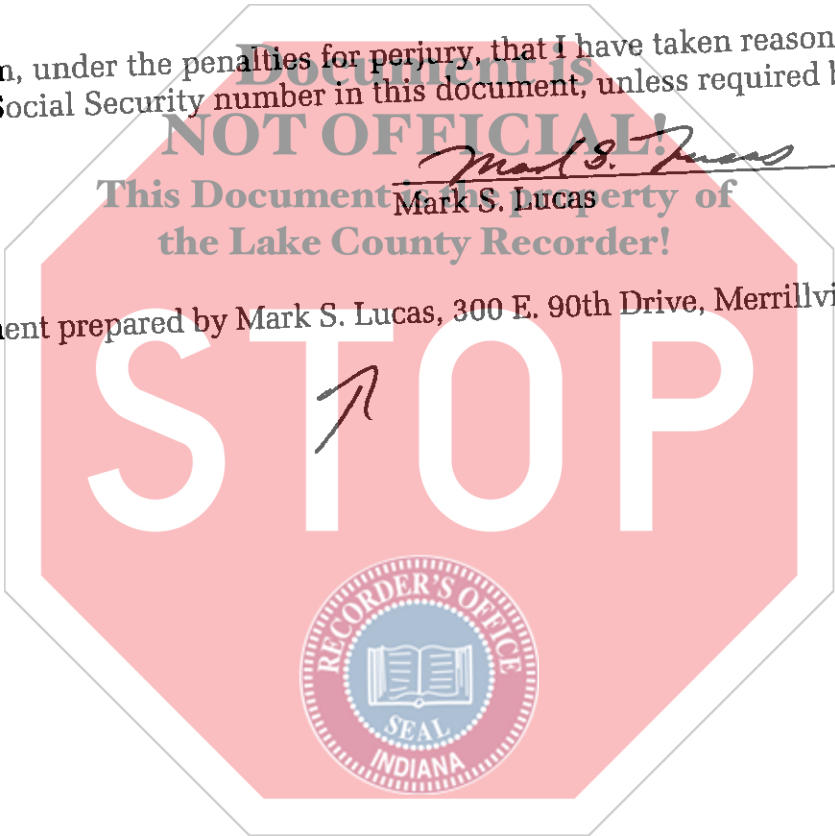 n, under the penalties for perjury, that I have taken reason
Social Security number in this document, unless required b
Document is
NOT OFFICIAL!
Mark S. Lucas
This Document is the property of
Mark S. Lucas
the Lake County Recorder!
ent prepared by Mark S. Lucas, 300 E. 90th Drive, Merrillvi
STOP
RECORDER'S OFFICE
SEAL
INDIANA